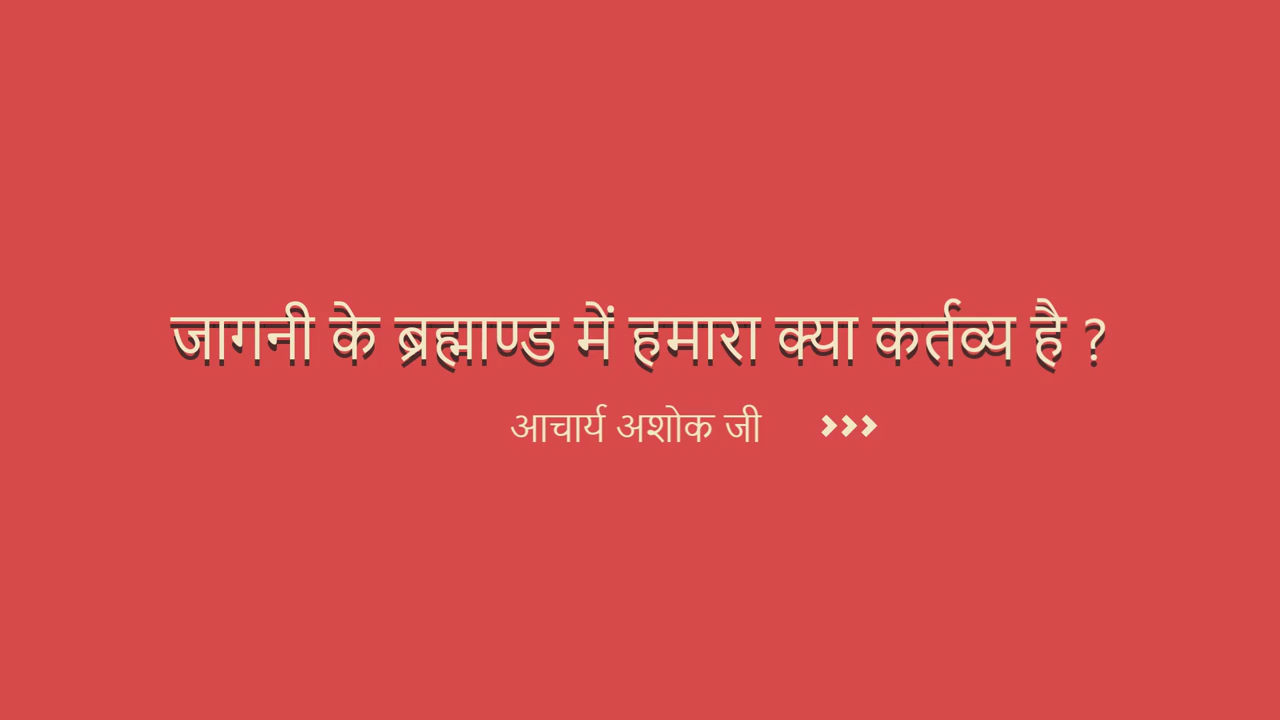 जागनी के ब्रह्माण्ड में हमारा क्या कर्तव्य है ?
आचार्य अशोक जी